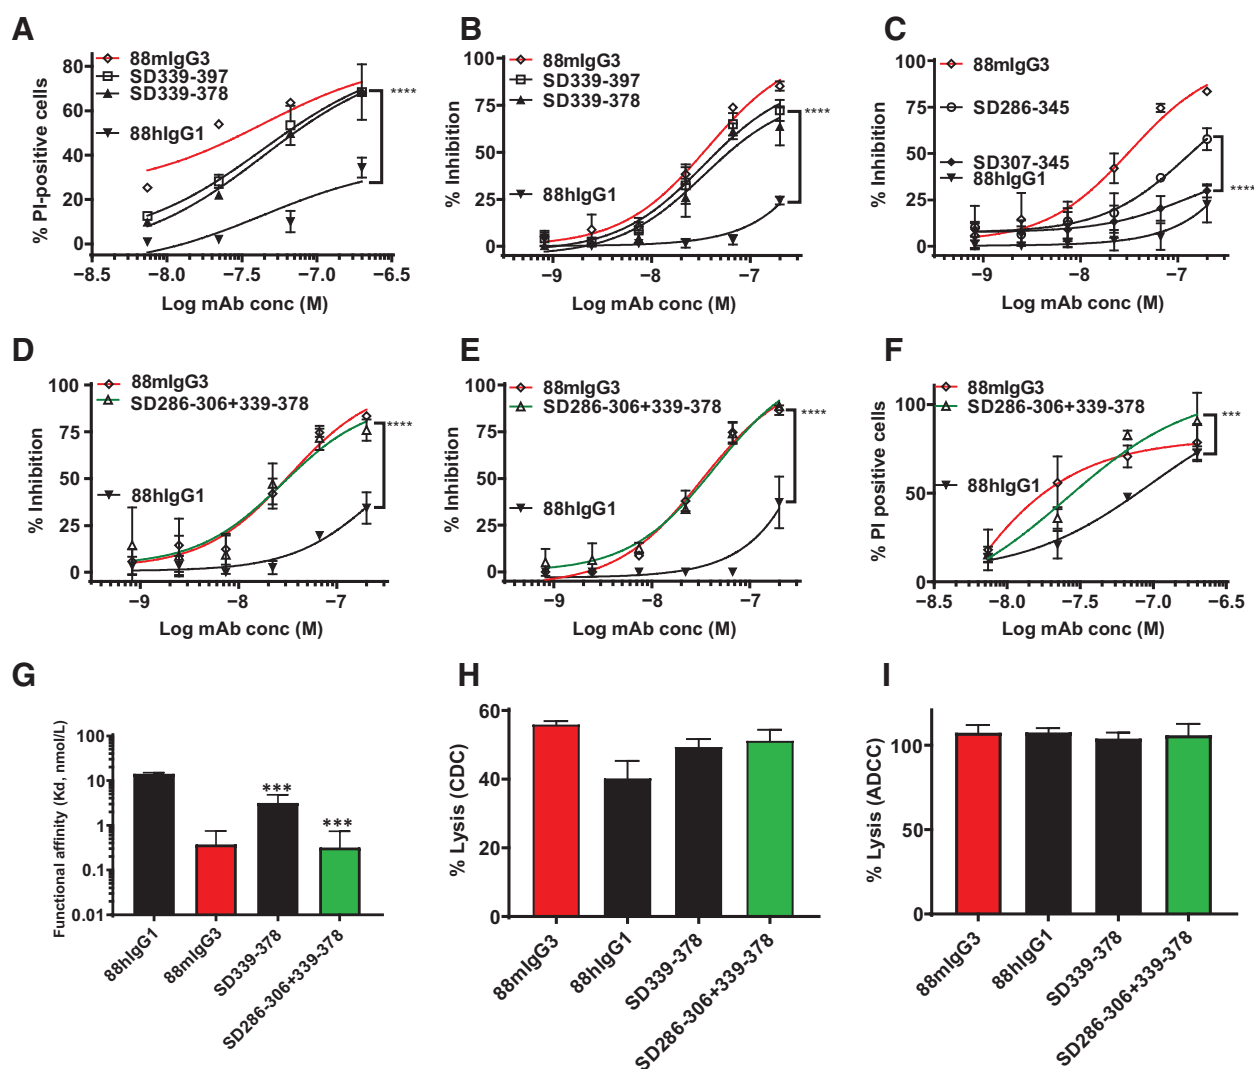 A
88mIgG3
SD339-397
SD339-378
88hIgG1
****
% PI-positive cells
80
60
40
20
0
−8.5
−8.0
−7.5
−7.0
−6.5
Log mAb conc (M)
B
88mIgG3
SD339-397
SD339-378
88hIgG1
****
% Inhibition
100
75
50
25
0
−9
−8
−7
Log mAb conc (M)
C
88mIgG3
SD286-345
SD307-345
88hIgG1
****
% Inhibition
100
75
50
25
0
−9
−8
−7
Log mAb conc (M)
D
88mIgG3
SD286-306+339-378
88hIgG1
****
% Inhibition
100
75
50
25
0
−9
−8
−7
Log mAb conc (M)
E
88mIgG3
SD286-306+339-378
88hIgG1
****
% Inhibition
100
75
50
25
0
−9
−8
−7
Log mAb conc (M)
F
88mIgG3
SD286-306+339-378
88hIgG1
***
% PI positive cells
100
50
0
−8.5
−8.0
−7.5
−7.0
−6.5
Log mAb conc (M)
G
Functional affinity (Kd, nmol/L)
100
10
1
0.1
0.01
***
***
88hIgG1
88mIgG3
SD339-378
SD286-306+339-378
H
% Lysis (CDC)
60
40
20
0
88mIgG3
88hIgG1
SD339-378
SD286-306+339-378
I
% Lysis (ADCC)
100
50
0
88mIgG3
88hIgG1
SD339-378
SD286-306+339-378